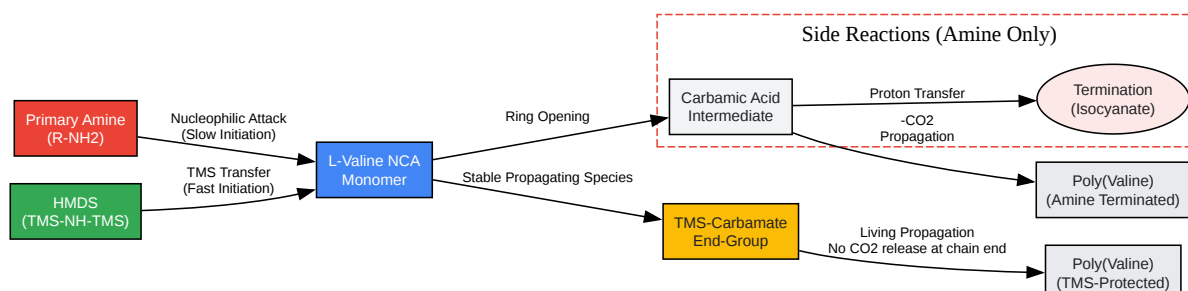 Side Reactions (Amine Only)
Primary Amine
(R-NH2)
Nucleophilic Attack
(Slow Initiation)
HMDS
(TMS-NH-TMS)
TMS Transfer
(Fast Initiation)
L-Valine NCA
Monomer
Ring Opening
Stable Propagating Species
Carbamic Acid
Intermediate
Proton Transfer
-CO2
Propagation
Termination
(Isocyanate)
Poly(Valine)
(Amine Terminated)
TMS-Carbamate
End-Group
Living Propagation
No CO2 release at chain end
Poly(Valine)
(TMS-Protected)